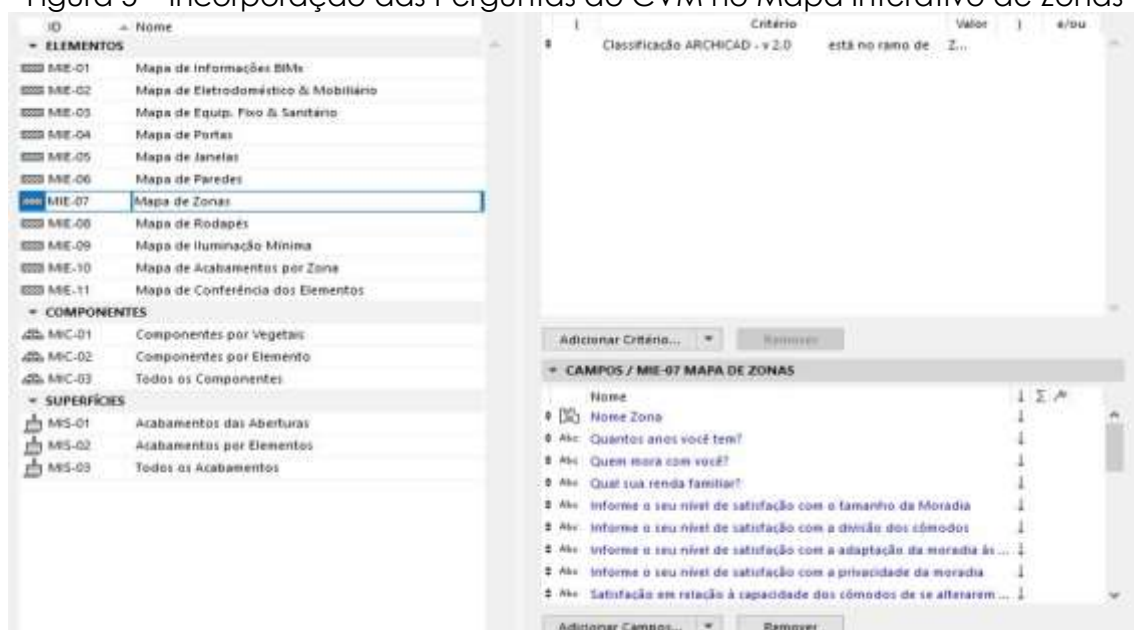 Figura 5 – Incorporação das Perguntas do CVM no Mapa Interativo de Zonas
ID Nome
ELEMENTOS
MIE-01 Mapa de Informações BIMx
MIE-02 Mapa de Eletrodoméstico & Mobiliário
MIE-03 Mapa de Equip. Fixo & Sanitário
MIE-04 Mapa de Portas
MIE-05 Mapa de Janelas
MIE-06 Mapa de Paredes
MIE-07 Mapa de Zonas
MIE-08 Mapa de Rodapés
MIE-09 Mapa de Iluminação Mínima
MIE-10 Mapa de Acabamentos por Zona
MIE-11 Mapa de Conferência dos Elementos
COMPONENTES
MIC-01 Componentes por Vegetais
MIC-02 Componentes por Elemento
MIC-03 Todos os Componentes
SUPERFÍCIES
MIS-01 Acabamentos das Aberturas
MIS-02 Acabamentos por Elementos
MIS-03 Todos os Acabamentos
Critério Valor e/ou
Classificação ARCHICAD - v 2.0 está no ramo de Z...
Adicionar Critério... Remover
CAMPOS / MIE-07 MAPA DE ZONAS
Nome
Nome Zona
Abc Quantos anos você tem?
Abc Quem mora com você?
Abc Qual sua renda familiar?
Abc Informe o seu nível de satisfação com o tamanho da Moradia
Abc Informe o seu nível de satisfação com a divisão dos cômodos
Abc Informe o seu nível de satisfação com a adaptação da moradia às ...
Abc Informe o seu nível de satisfação com a privacidade da moradia
Abc Satisfação em relação à capacidade dos cômodos de se alterarem ...
Adicionar Campos... Remover